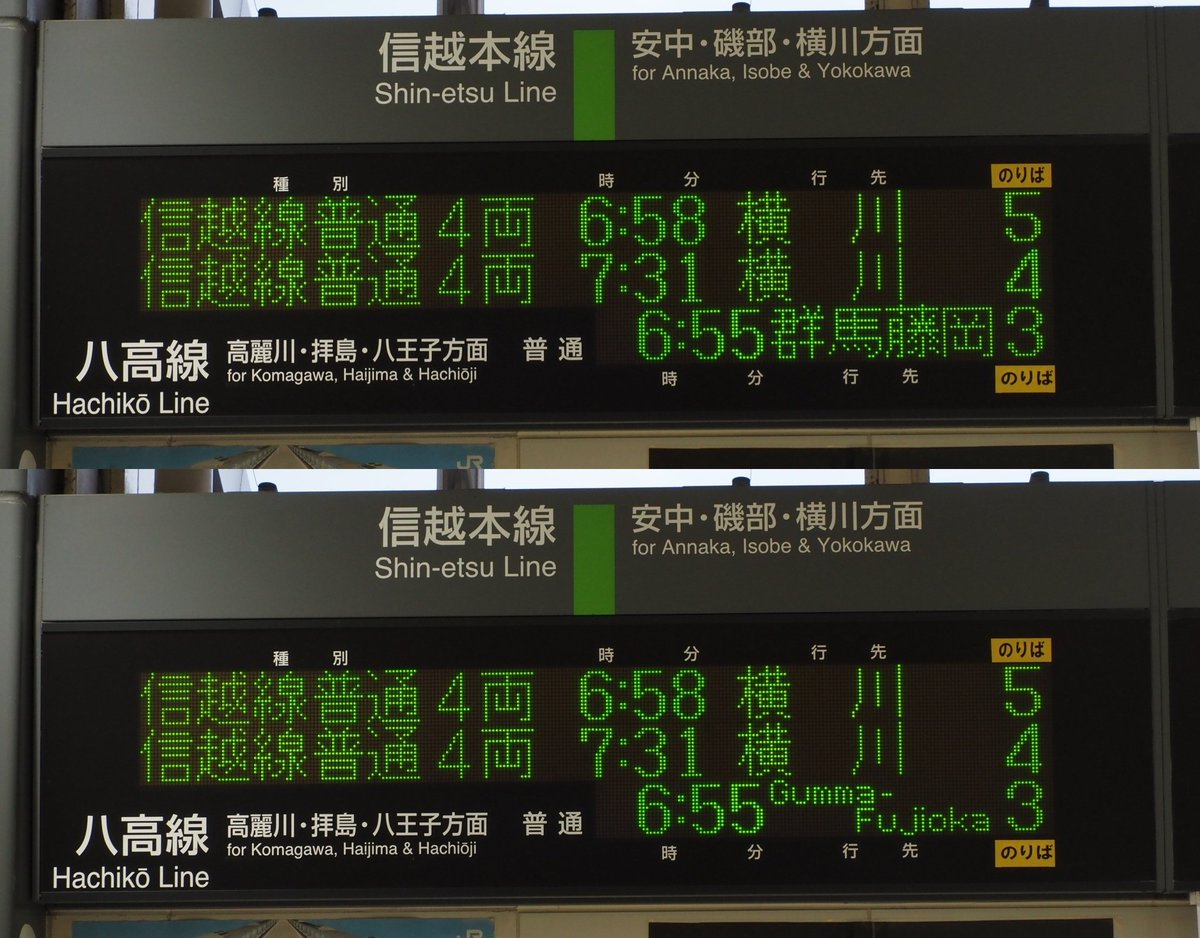 信越本線
Shin-etsu Line
安中・磯部・横川方面
for Annaka, Isobe & Yokokawa
種 別 時 分 行 先 のりば
信越線普通 4両 6:58 横 川 5
信越線普通 4両 7:31 横 川 4
6:55 群馬藤岡 3
八高線
Hachikō Line
高麗川・拝島・八王子方面 普通
for Komagawa, Haijima & Hachiōji
時 分 行 先 のりば
JR
信越本線
Shin-etsu Line
安中・磯部・横川方面
for Annaka, Isobe & Yokokawa
種 別 時 分 行 先 のりば
信越線普通 4両 6:58 横 川 5
信越線普通 4両 7:31 横 川 4
6:55 Gumma-Fujioka 3
八高線
Hachikō Line
高麗川・拝島・八王子方面 普通
for Komagawa, Haijima & Hachiōji
時 分 行 先 のりば
JR